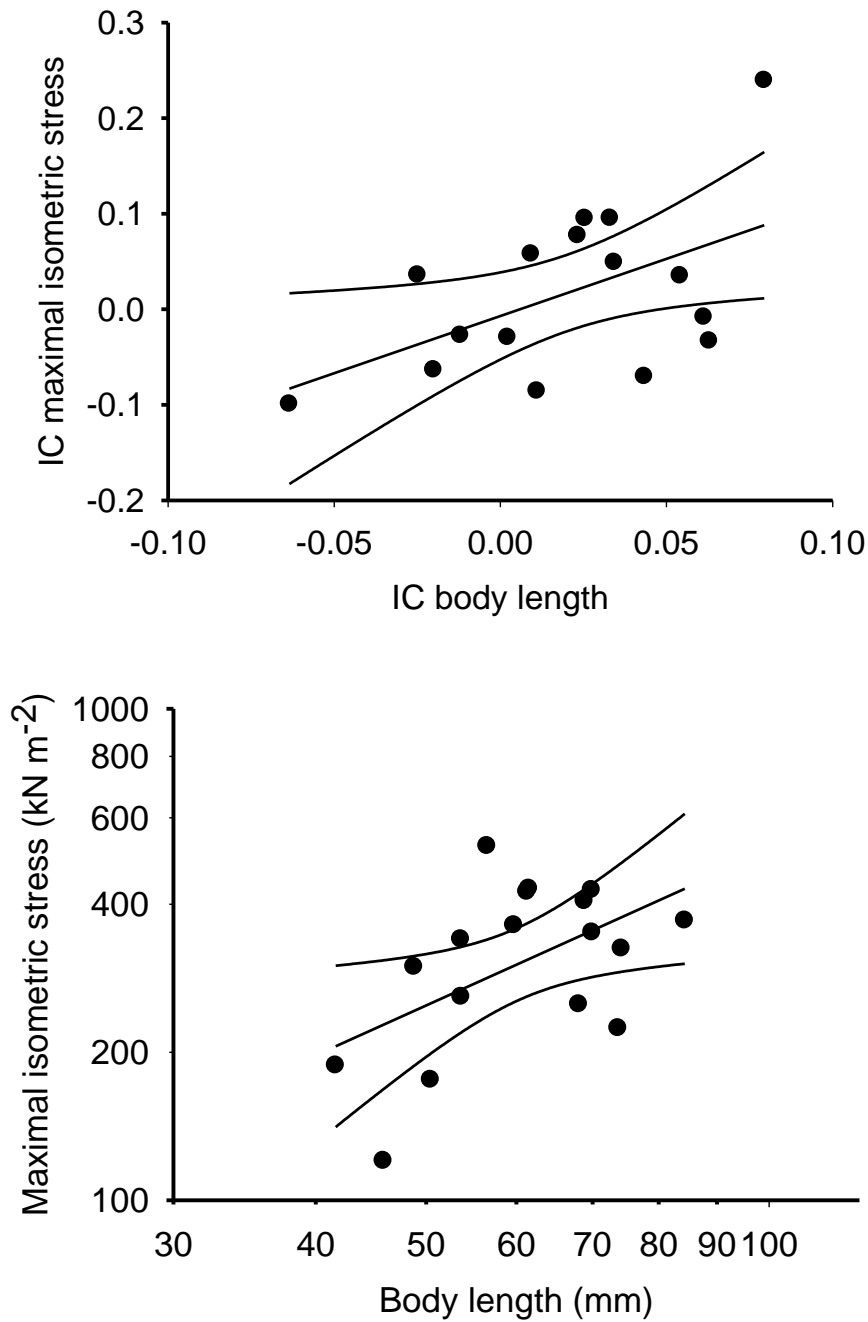 0.3
0.2
0.1
0.0
-0.1
-0.2
IC maximal isometric stress
-0.10 -0.05 0.00 0.05 0.10
IC body length
1000
800
600
400
200
100
Maximal isometric stress (kN m-2)
30 40 50 60 70 80 90 100
Body length (mm)